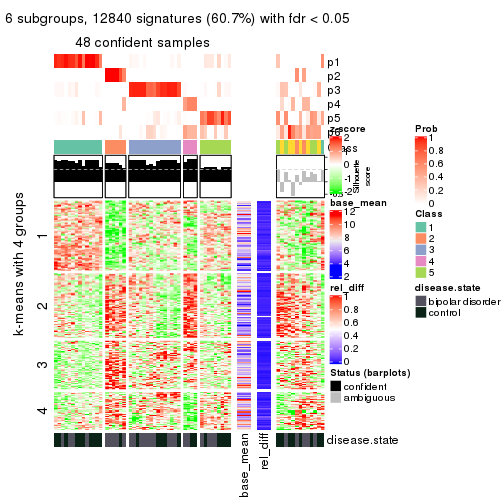 6 subgroups, 12840 signatures (60.7%) with fdr < 0.05
48 confident samples
p1
p2
p3
p4
p5
p6
Class
Silhouette
score
k-means with 4 groups
1
2
3
4
base_mean
rel_diff
disease.state
z-score
2
1
0
-1
-2
base_mean
12
10
8
6
4
2
rel_diff
1
0.8
0.6
0.4
0.2
0
Status (barplots)
confident
ambiguous
Prob
1
0.8
0.6
0.4
0.2
0
Class
1
2
3
4
5
disease.state
bipolar disorder
control